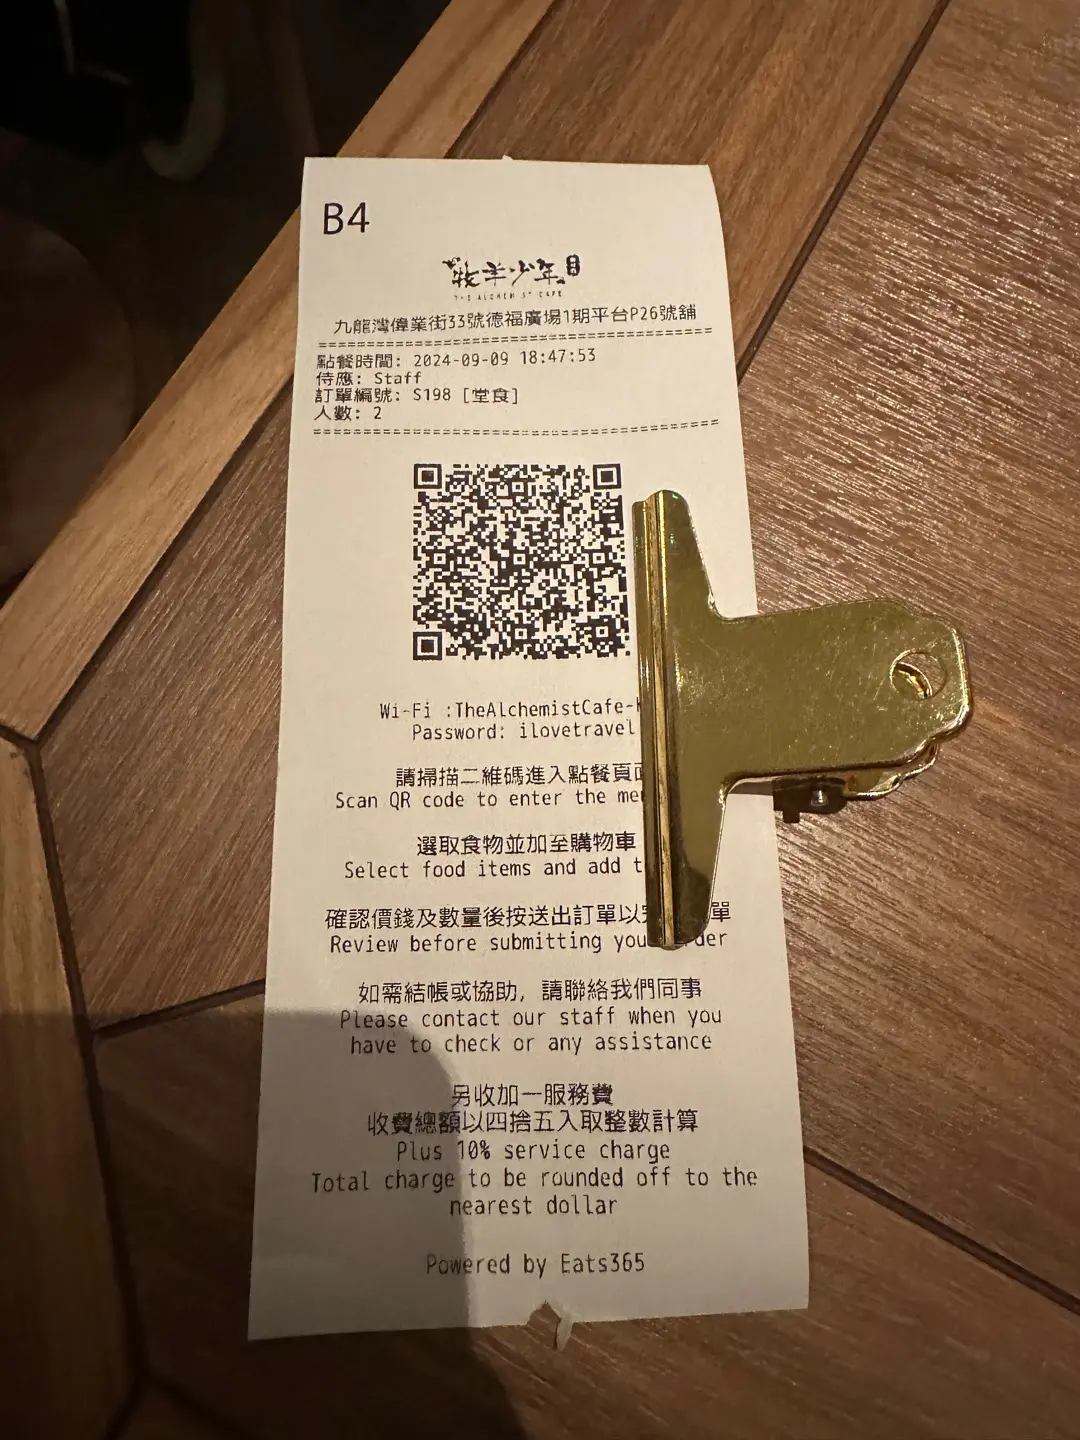 B4
牧羊少年
THE ALCHEMIST CAFE
九龍灣偉業街33號德福廣場1期平台P26號舖
點餐時間: 2024-09-09 18:47:53
侍應: Staff
訂單編號: S198 [堂食]
人數: 2
Wi-Fi :TheAlchemistCafe-
Password: ilovetravel
請掃描二維碼進入點餐頁
Scan QR code to enter the
選取食物並加至購物車
Select food items and add
確認價錢及數量後按送出訂單以 單
Review before submitting
如需結帳或協助, 請聯絡我們同事
Please contact our staff when you
have to check or any assistance
另收加一服務費
收費總額以四捨五入取整數計算
Plus 10% service charge
Total charge to be rounded off to the
nearest dollar
Powered by Eats365